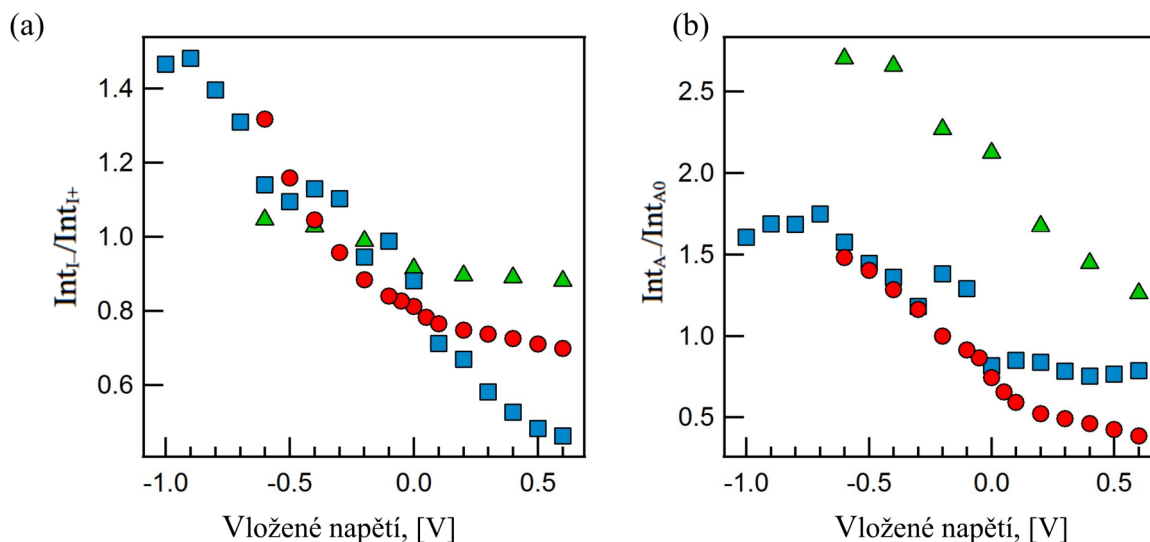 (a)
Int_I–/Int_I+
1.4
1.2
1.0
0.8
0.6
-1.0 -0.5 0.0 0.5
Vložené napětí, [V]
(b)
Int_A–/Int_A0
2.5
2.0
1.5
1.0
0.5
-1.0 -0.5 0.0 0.5
Vložené napětí, [V]